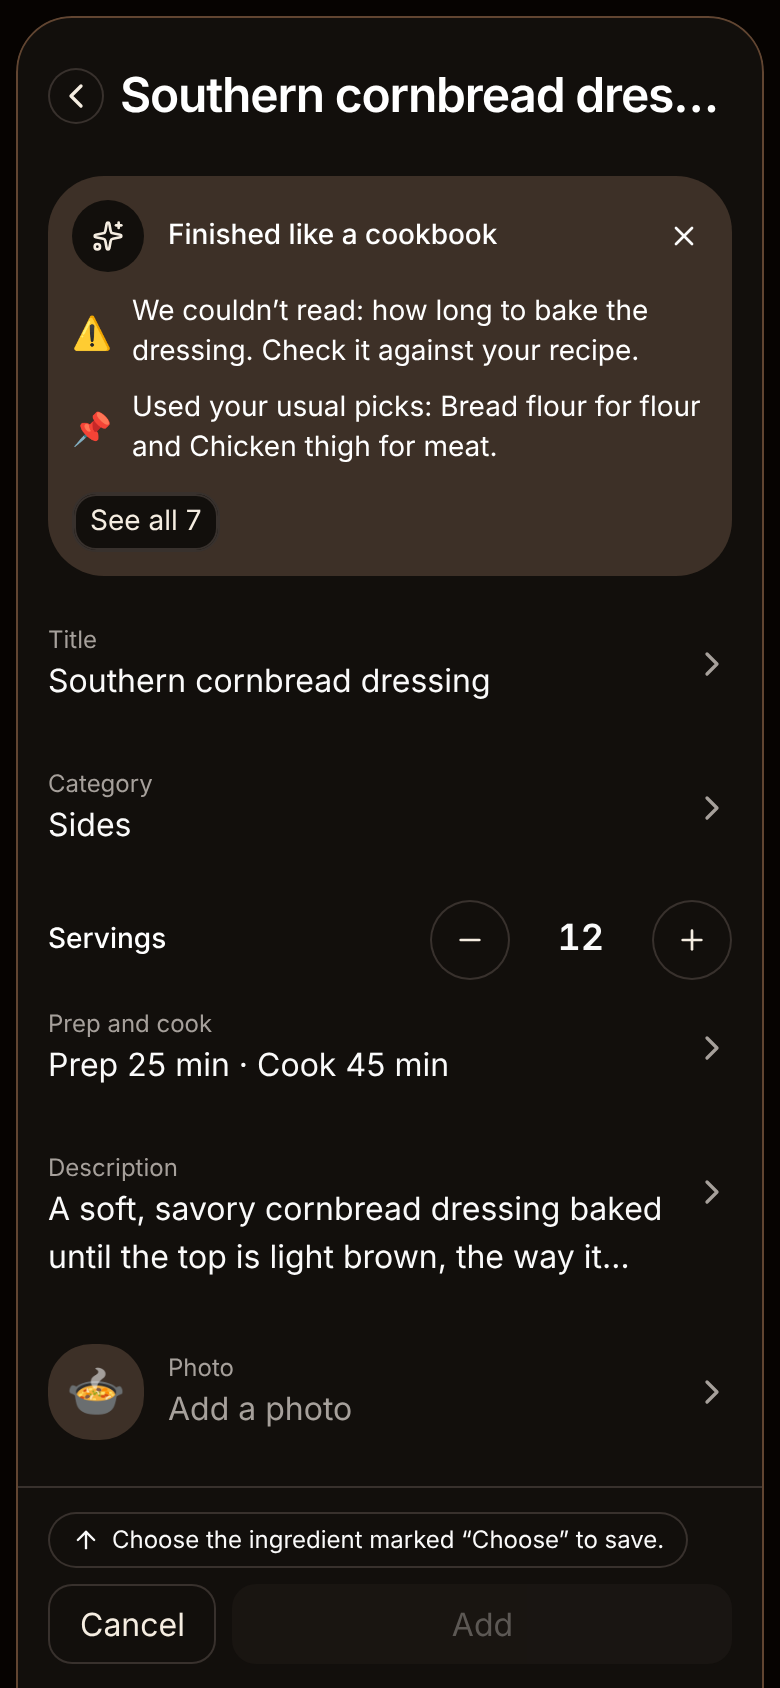 Southern cornbread dres...
Finished like a cookbook
We couldn’t read: how long to bake the
dressing. Check it against your recipe.
Used your usual picks: Bread flour for flour
and Chicken thigh for meat.
See all 7
Title
Southern cornbread dressing
Category
Sides
Servings
12
Prep and cook
Prep 25 min · Cook 45 min
Description
A soft, savory cornbread dressing baked
until the top is light brown, the way it...
Photo
Add a photo
Choose the ingredient marked “Choose” to save.
Cancel
Add